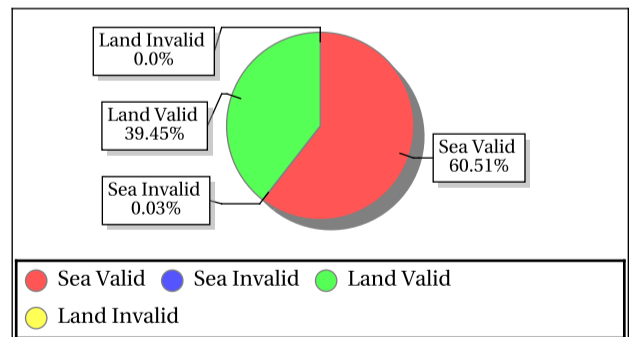 Land Invalid
0.0%
Land Valid
39.45%
Sea Valid
60.51%
Sea Invalid
0.03%
Sea Valid Sea Invalid Land Valid
Land Invalid